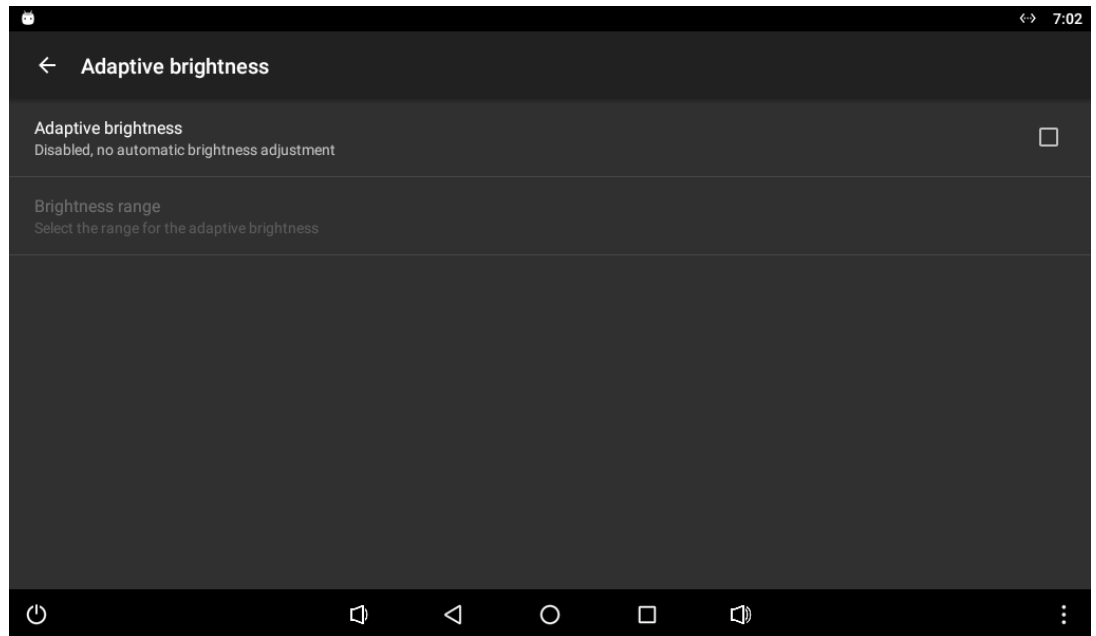 7:02
Adaptive brightness
Adaptive brightness
Disabled, no automatic brightness adjustment
Brightness range
Select the range for the adaptive brightness